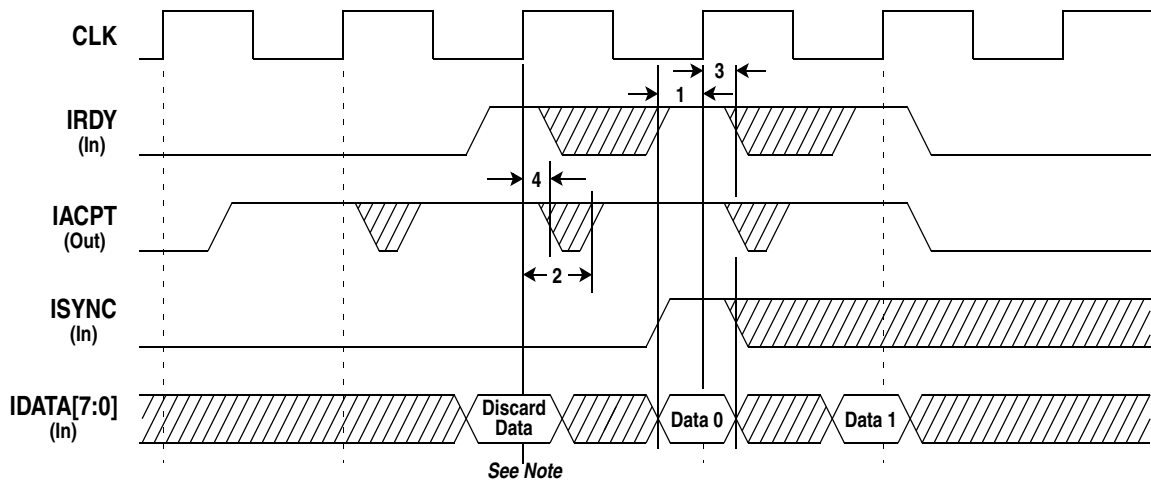 CLK
3
1
IRDY
(In)
4
IACPT
(Out)
2
ISYNC
(In)
IDATA[7:0]
(In)
Discard
Data
Data 0
Data 1
See Note